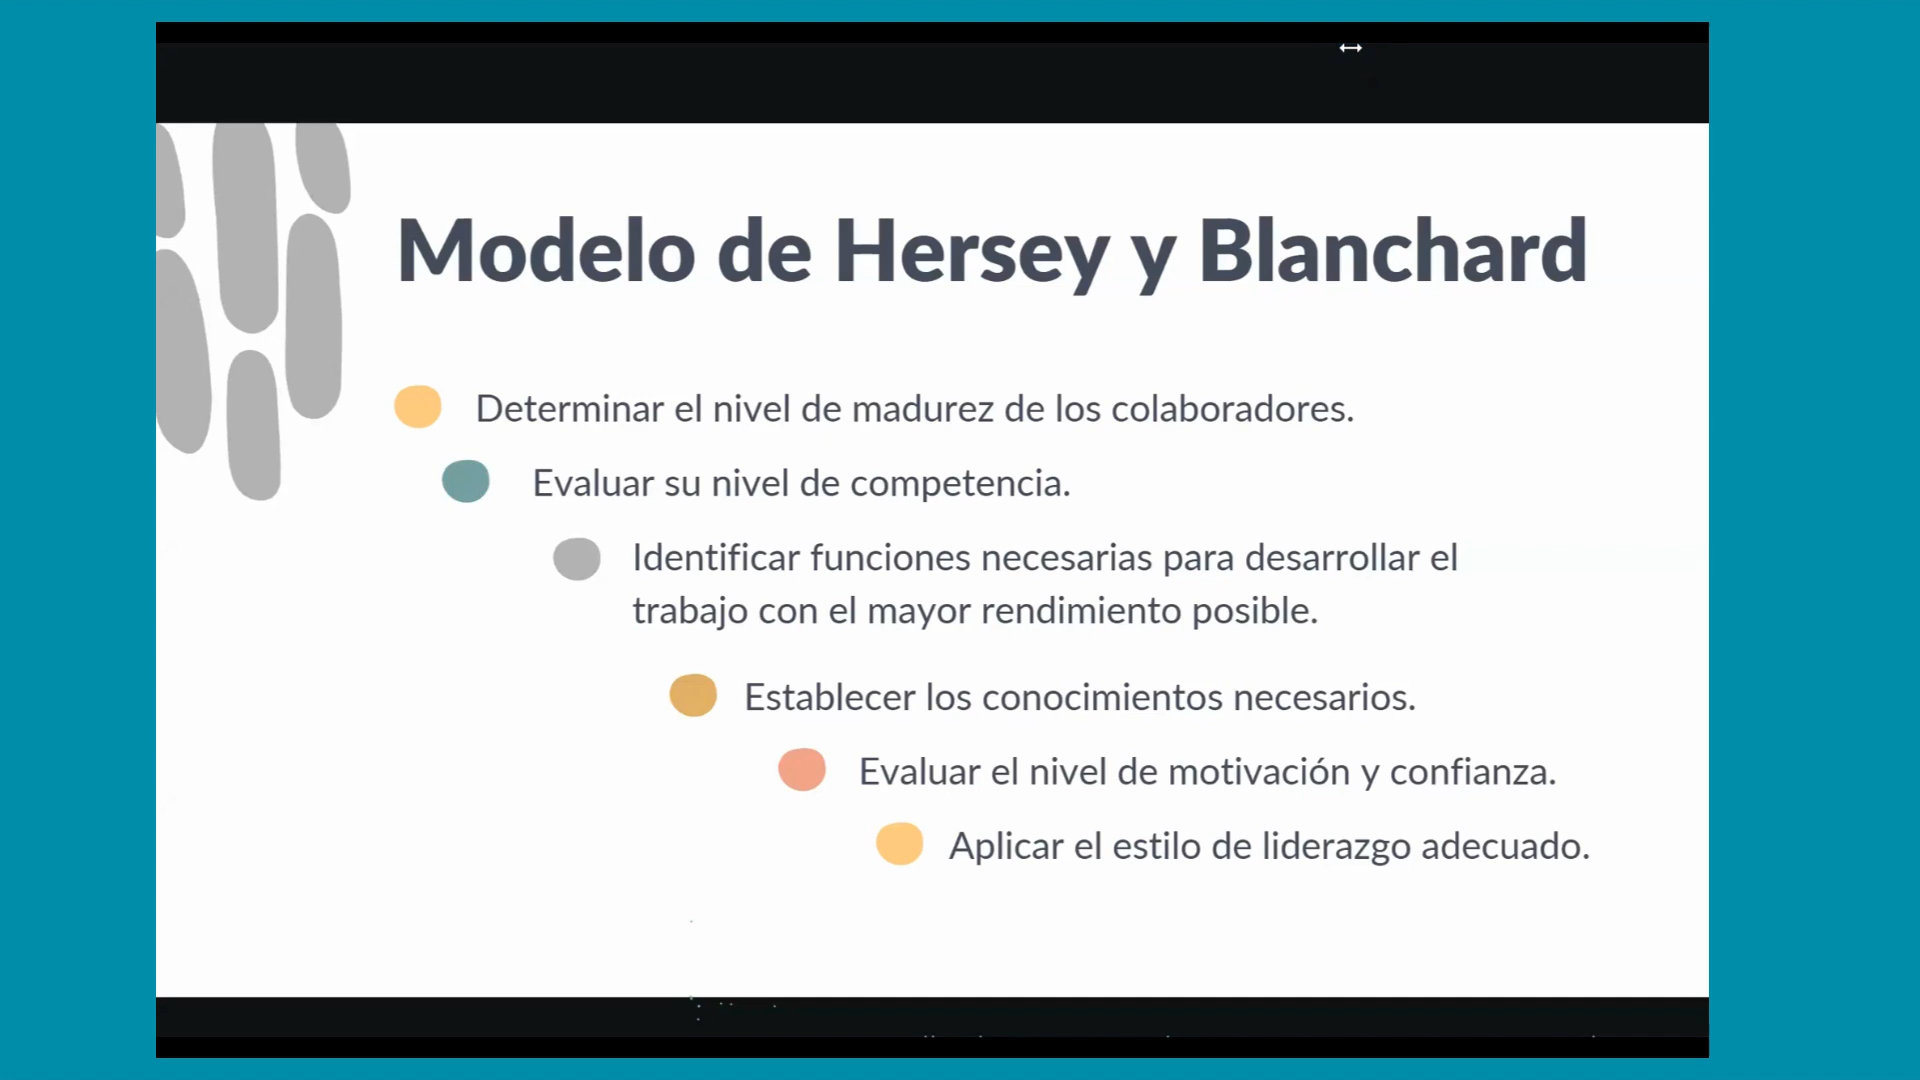 Modelo de Hersey y Blanchard
Determinar el nivel de madurez de los colaboradores.
Evaluar su nivel de competencia.
Identificar funciones necesarias para desarrollar el
trabajo con el mayor rendimiento posible.
Establecer los conocimientos necesarios.
Evaluar el nivel de motivación y confianza.
Aplicar el estilo de liderazgo adecuado.